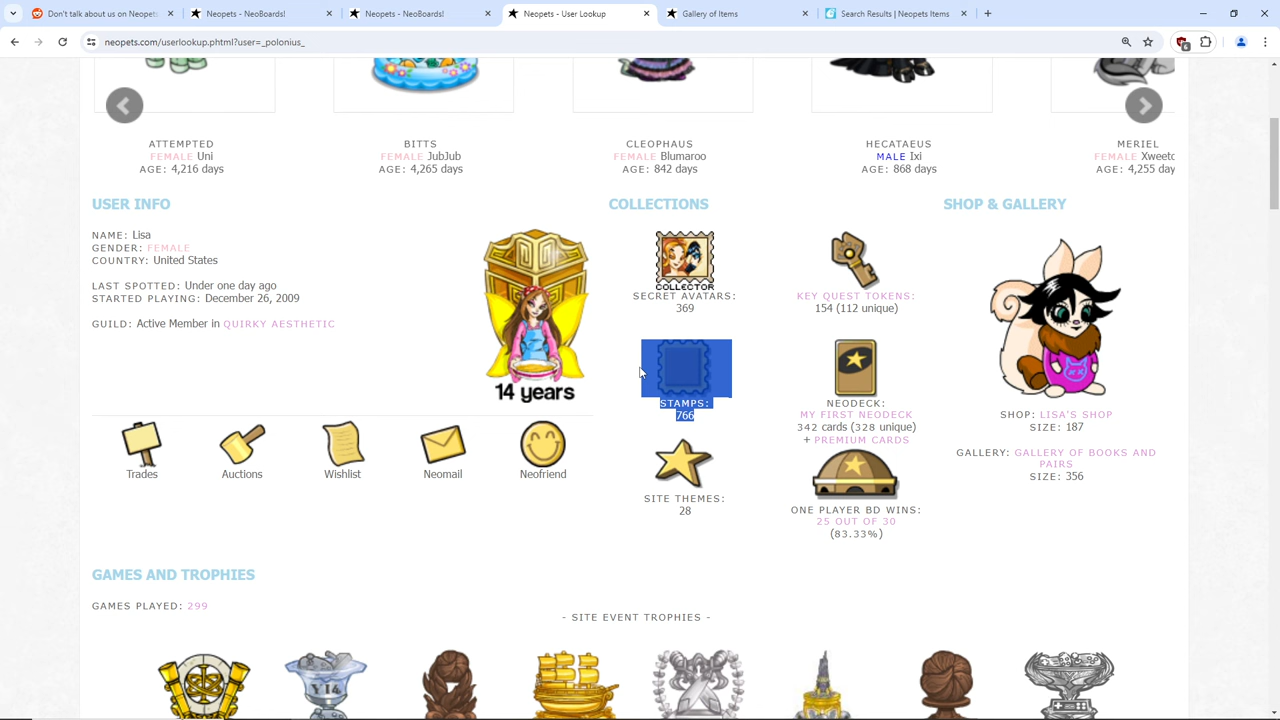 Don't talk about us on Neopets
Neopets - NeoBoards!
Neopets - NeoBoards!
Neopets - User Lookup
Gallery of Items
Search Results | Neopets Items
neopets.com/userlookup.phtml?user=_polonius_
6
ATTEMPTED
FEMALE Uni
AGE: 4,216 days
BITTS
FEMALE JubJub
AGE: 4,265 days
CLEOPHAUS
FEMALE Blumaroo
AGE: 842 days
HECATAEUS
MALE Ixi
AGE: 868 days
MERIEL
FEMALE Xweetc
AGE: 4,255 day
USER INFO
NAME: Lisa
GENDER: FEMALE
COUNTRY: United States
LAST SPOTTED: Under one day ago
STARTED PLAYING: December 26, 2009
GUILD: Active Member in QUIRKY AESTHETIC
14 years
Trades
Auctions
Wishlist
Neomail
Neofriend
COLLECTIONS
COLLECTOR
SECRET AVATARS:
369
KEY QUEST TOKENS:
154 (112 unique)
STAMPS:
766
NEODECK:
MY FIRST NEODECK
342 cards (328 unique)
+ PREMIUM CARDS
SITE THEMES:
28
ONE PLAYER BD WINS:
25 OUT OF 30
(83.33%)
SHOP & GALLERY
SHOP: LISA'S SHOP
SIZE: 187
GALLERY: GALLERY OF BOOKS AND
PAIRS
SIZE: 356
GAMES AND TROPHIES
GAMES PLAYED: 299
- SITE EVENT TROPHIES -